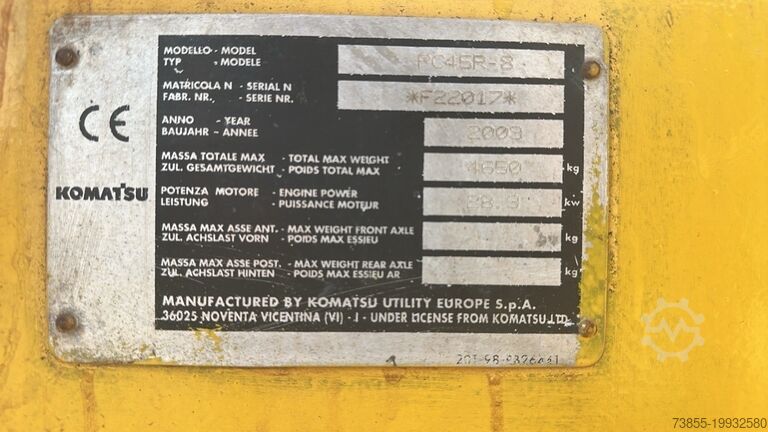 MODELLO - MODEL
TYP - MODELE
PC45R-8
MATRICOLA N - SERIAL N
FABR. NR. - SERIE NR.
*F22017*
ANNO - YEAR
BAUJAHR - ANNEE
2003
CE
MASSA TOTALE MAX - TOTAL MAX WEIGHT
ZUL. GESAMTGEWICHT - POIDS TOTAL MAX
4650 kg
KOMATSU
POTENZA MOTORE - ENGINE POWER
LEISTUNG - PUISSANCE MOTEUR
kw
MASSA MAX ASSE ANT. - MAX WEIGHT FRONT AXLE
ZUL. ACHSLAST VORN - POIDS MAX ESSIEU
kg
MASSA MAX ASSE POST. - MAX WEIGHT REAR AXLE
ZUL. ACHSLAST HINTEN - POIDS MAX ESSIEU AR
kg
MANUFACTURED BY KOMATSU UTILITY EUROPE S.p.A.
36025 NOVENTA VICENTINA (VI) - I - UNDER LICENSE FROM KOMATSU LTD
73855-19932580